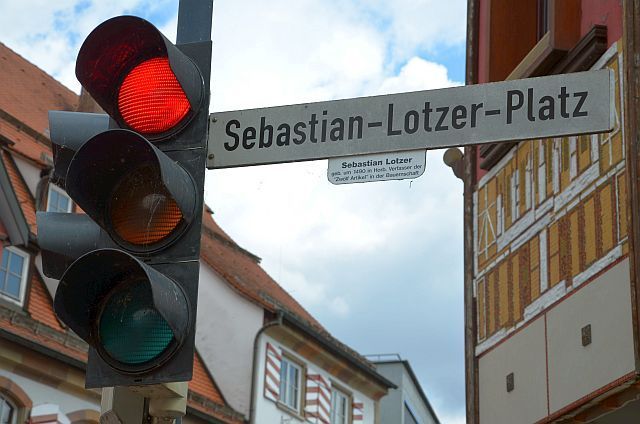 Sebastian-Lotzer-Platz
Sebastian Lotzer
geb. um 1490 in Horb, Verfasser der
"Zwölf Artikel" in der Bauernschaft